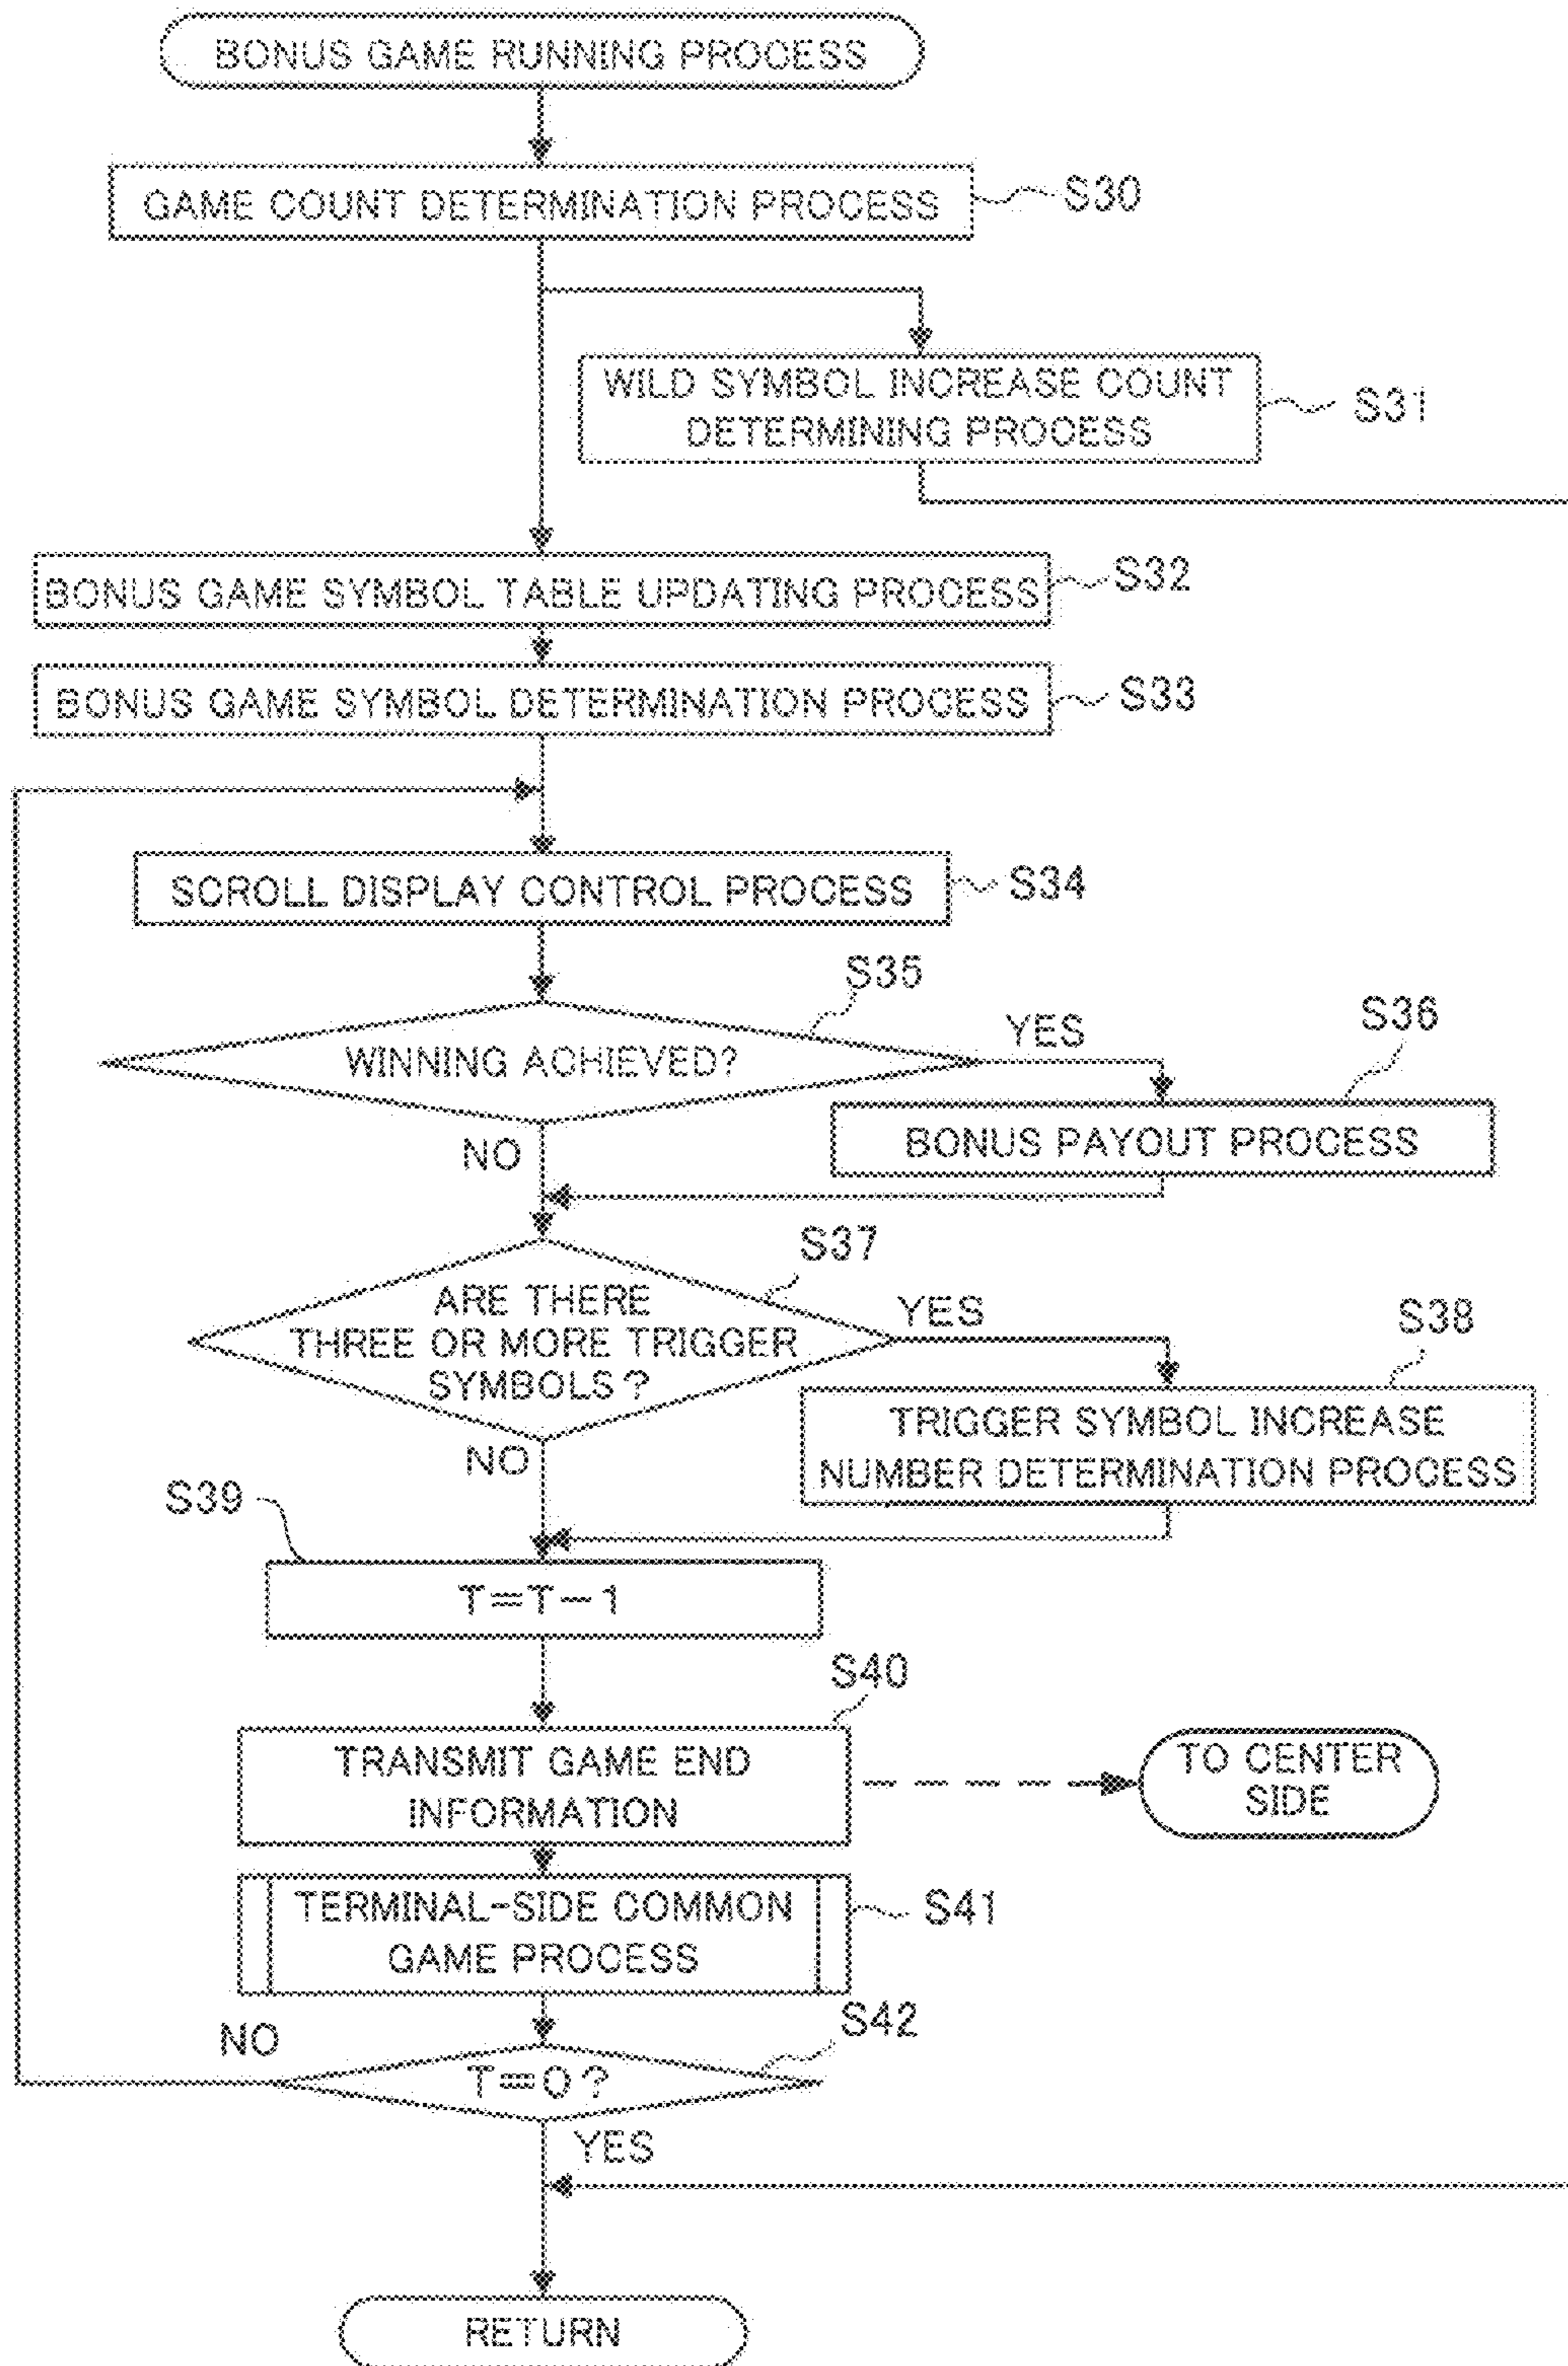 BONUS GAME RUNNING PROCESS
GAME COUNT DETERMINATION PROCESS
S30
WILD SYMBOL INCREASE COUNT
DETERMINING PROCESS
S31
BONUS GAME SYMBOL TABLE UPDATING PROCESS
S32
BONUS GAME SYMBOL DETERMINATION PROCESS
S33
SCROLL DISPLAY CONTROL PROCESS
S34
S35
WINNING ACHIEVED?
YES
S36
BONUS PAYOUT PROCESS
NO
S37
ARE THERE
THREE OR MORE TRIGGER
SYMBOLS?
YES
S38
TRIGGER SYMBOL INCREASE
NUMBER DETERMINATION PROCESS
NO
S39
T=T-1
S40
TRANSMIT GAME END
INFORMATION
TO CENTER
SIDE
TERMINAL-SIDE COMMON
GAME PROCESS
S41
S42
NO
T=0?
YES
RETURN